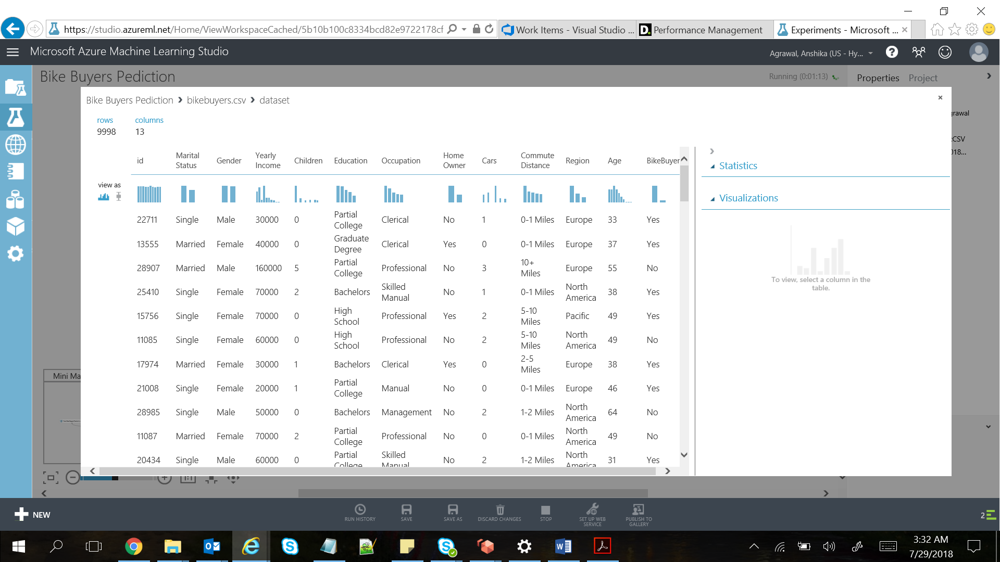 https://studio.azureml.net/Home/ViewWorkspaceCached/5b10b100c8334bcd82e9722178cf
Work Items - Visual Studio ...
D.
Performance Management
Experiments - Microsoft ...
Microsoft Azure Machine Learning Studio
Agrawal, Anshika (US - Hy...
Bike Buyers Pediction
Running (0:01:13)
Properties Project
Bike Buyers Pediction > bikebuyers.csv > dataset
rows columns
9998 13
grawal
:CSV
018...
id Marital Status Gender Yearly Income Children Education Occupation Home Owner Cars Commute Distance Region Age BikeBuyer
view as
22711 Single Male 30000 0 Partial College Clerical No 1 0-1 Miles Europe 33 Yes
13555 Married Female 40000 0 Graduate Degree Clerical Yes 0 0-1 Miles Europe 37 Yes
28907 Married Male 160000 5 Partial College Professional No 3 10+ Miles Europe 55 No
25410 Single Female 70000 2 Bachelors Skilled Manual No 1 0-1 Miles North America 38 Yes
15756 Single Female 70000 0 High School Professional Yes 2 5-10 Miles Pacific 49 Yes
11085 Single Female 60000 0 High School Professional No 2 5-10 Miles North America 49 No
17974 Married Female 30000 1 Bachelors Clerical Yes 0 2-5 Miles Europe 38 Yes
21008 Single Female 20000 1 Partial College Manual No 0 0-1 Miles Europe 46 Yes
28985 Single Male 50000 0 Bachelors Management No 2 1-2 Miles North America 64 No
11087 Married Female 70000 2 Partial College Professional No 0 0-1 Miles North America 49 No
20434 Single Male 60000 0 Partial College Skilled Manual No 2 1-2 Miles North America 31 Yes
Statistics
Visualizations
To view, select a column in the
table.
Mini Ma
1:1
NEW
RUN HISTORY
SAVE
SAVE AS
DISCARD CHANGES
STOP
SET UP WEB
SERVICE
PUBLISH TO
GALLERY
2
3:32 AM
7/29/2018